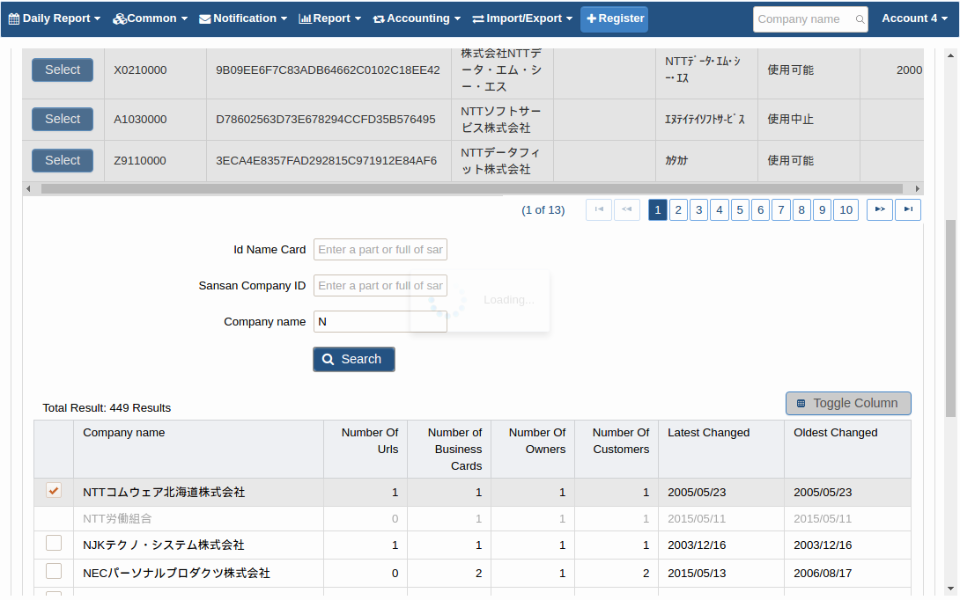 Daily Report Common Notification Report Accounting Import/Export Register Company name Account 4
Select X0210000 9B09EE6F7C83ADB64662C0102C18EE42 株式会社NTTデータ・エム・シー・エス NTTﾃﾞｰﾀ･ｴﾑ･ｼｰ･ｴｽ 使用可能 2000
Select A1030000 D78602563D73E678294CCFD35B576495 NTTソフトサービス株式会社 ｴﾇﾃｲﾃｲｿﾌﾄｻｰﾋﾞｽ 使用中止
Select Z9110000 3ECA4E8357FAD292815C971912E84AF6 NTTデータフィット株式会社 ｶﾀｶﾅ 使用可能
(1 of 13) 1 2 3 4 5 6 7 8 9 10
Id Name Card Enter a part or full of sar
Sansan Company ID Enter a part or full of sar
Loading...
Company name N
Search
Total Result: 449 Results Toggle Column
Company name Number Of Urls Number of Business Cards Number Of Owners Number Of Customers Latest Changed Oldest Changed
NTTコムウェア北海道株式会社 1 1 1 1 2005/05/23 2005/05/23
NTT労働組合 0 1 1 1 2015/05/11 2015/05/11
NJKテクノ・システム株式会社 1 1 1 1 2003/12/16 2003/12/16
NECパーソナルプロダクツ株式会社 0 2 1 2 2015/05/13 2006/08/17